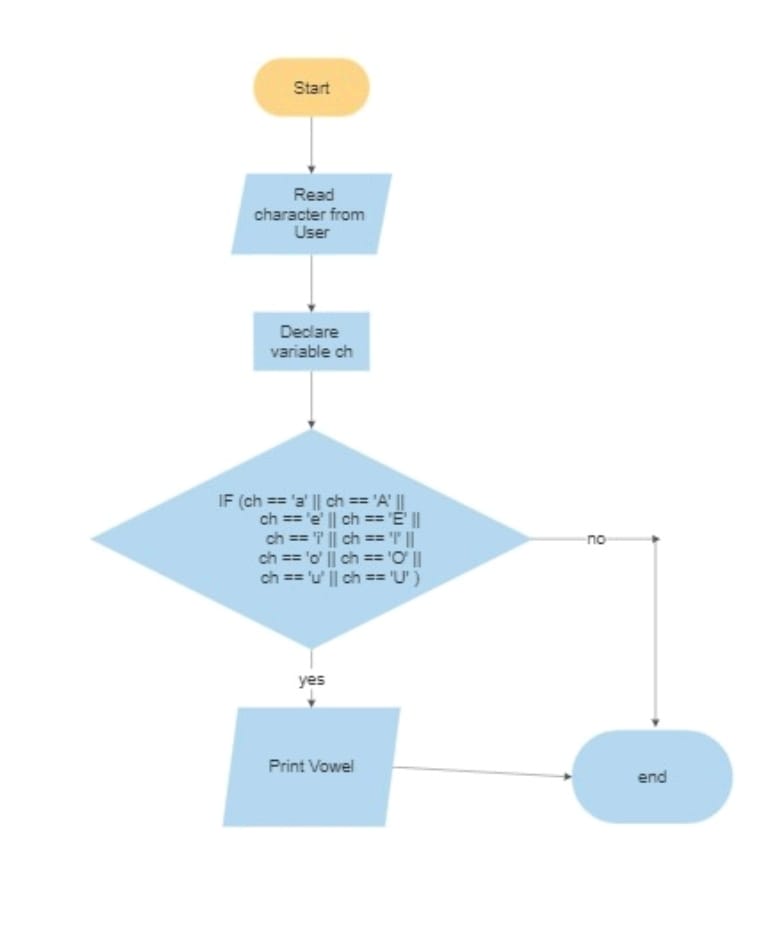 Start
Read
character from
User
Declare
variable ch
IF (ch == 'a' || ch == 'A' ||
ch == 'e' || ch == 'E' ||
ch == 'i' || ch == 'I' ||
ch == 'o' || ch == 'O' ||
ch == 'u' || ch == 'U' )
no
yes
Print Vowel
end